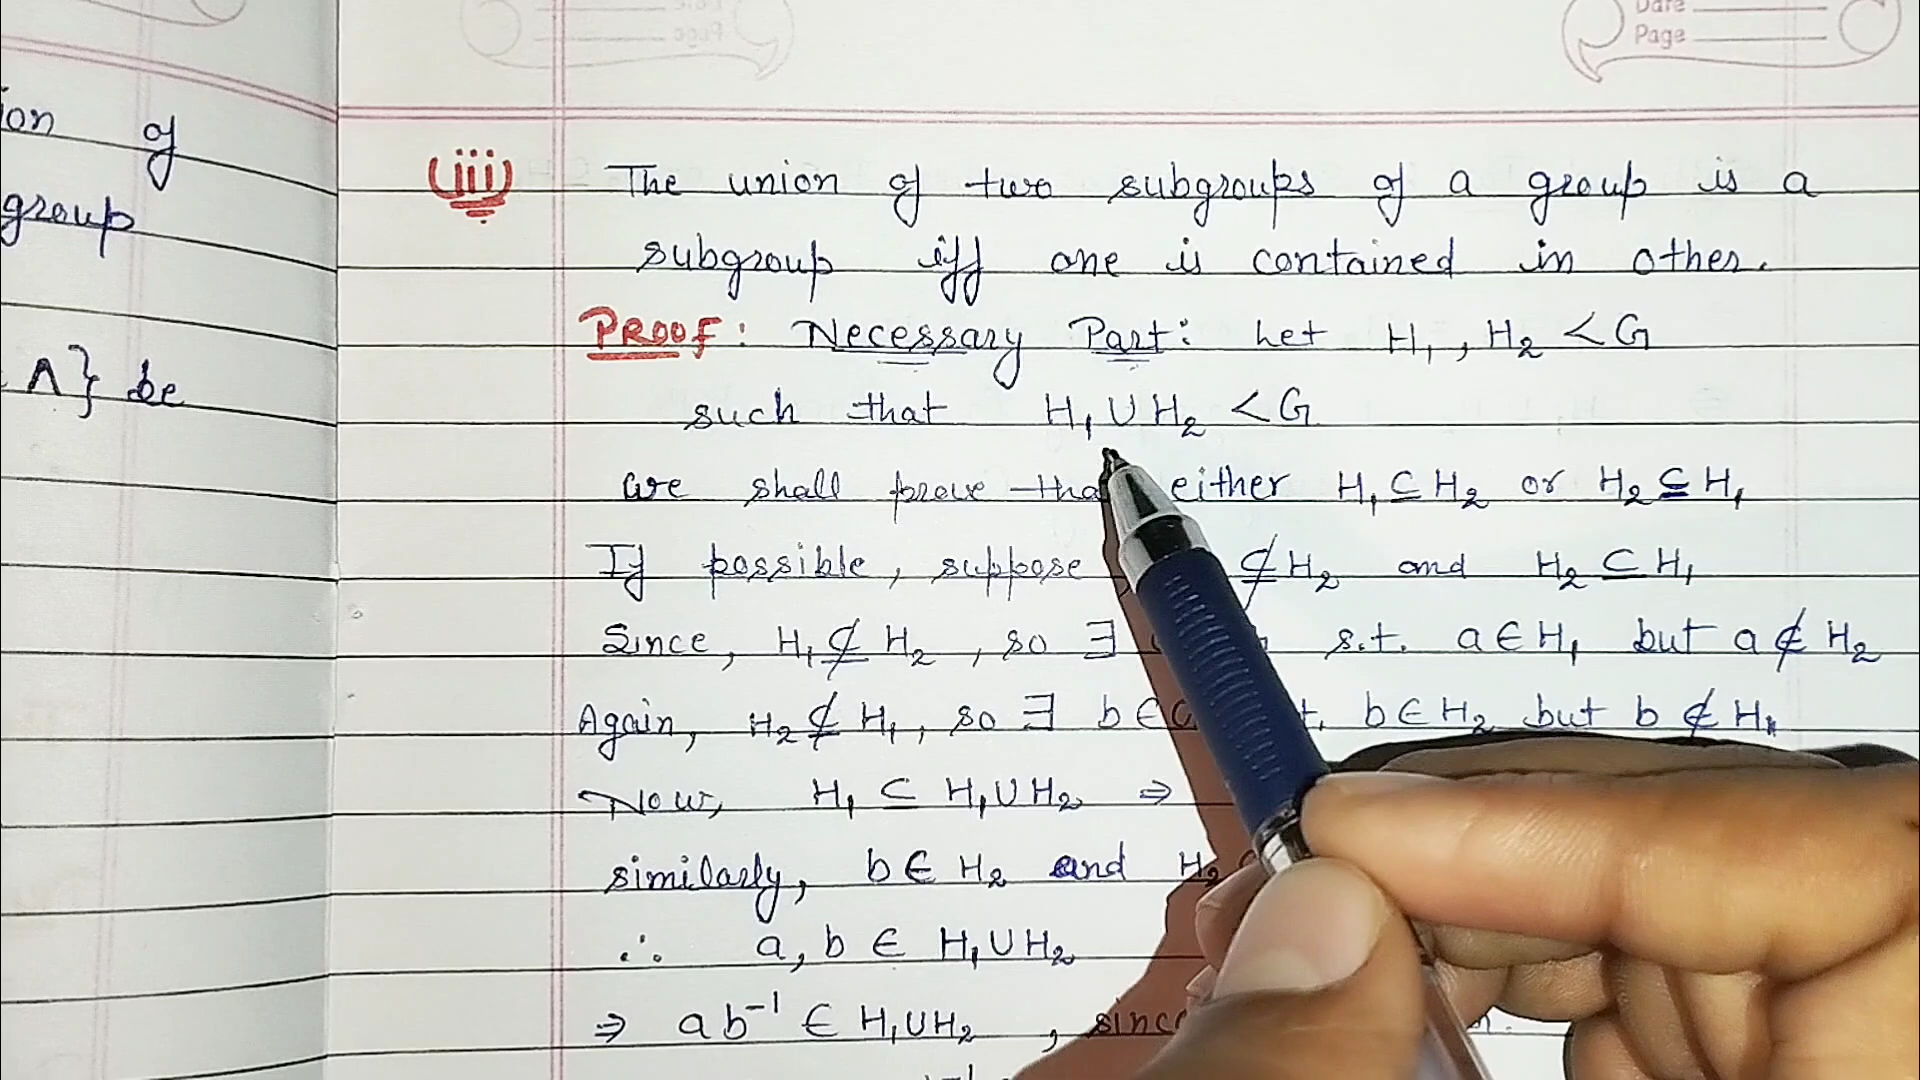 Date
Page
ion of
group
Λ} be
(iii) The union of two subgroups of a group is a
subgroup iff one is contained in other.
PROOF: Necessary Part: Let H₁, H₂ < G
such that H₁∪H₂ < G
we shall prove that either H₁⊆H₂ or H₂⊆H₁
If possible, suppose ⊈H₂ and H₂⊆H₁
Since, H₁⊈H₂, so ∃ s.t. a∈H₁ but a∉H₂
Again, H₂⊈H₁, so ∃ b∈G t. b∈H₂ but b∉H₁
Now, H₁ ⊂ H₁∪H₂ ⇒
similarly, b∈ H₂ and H₂
∴ a, b ∈ H₁∪H₂
⇒ ab⁻¹ ∈ H₁∪H₂, since